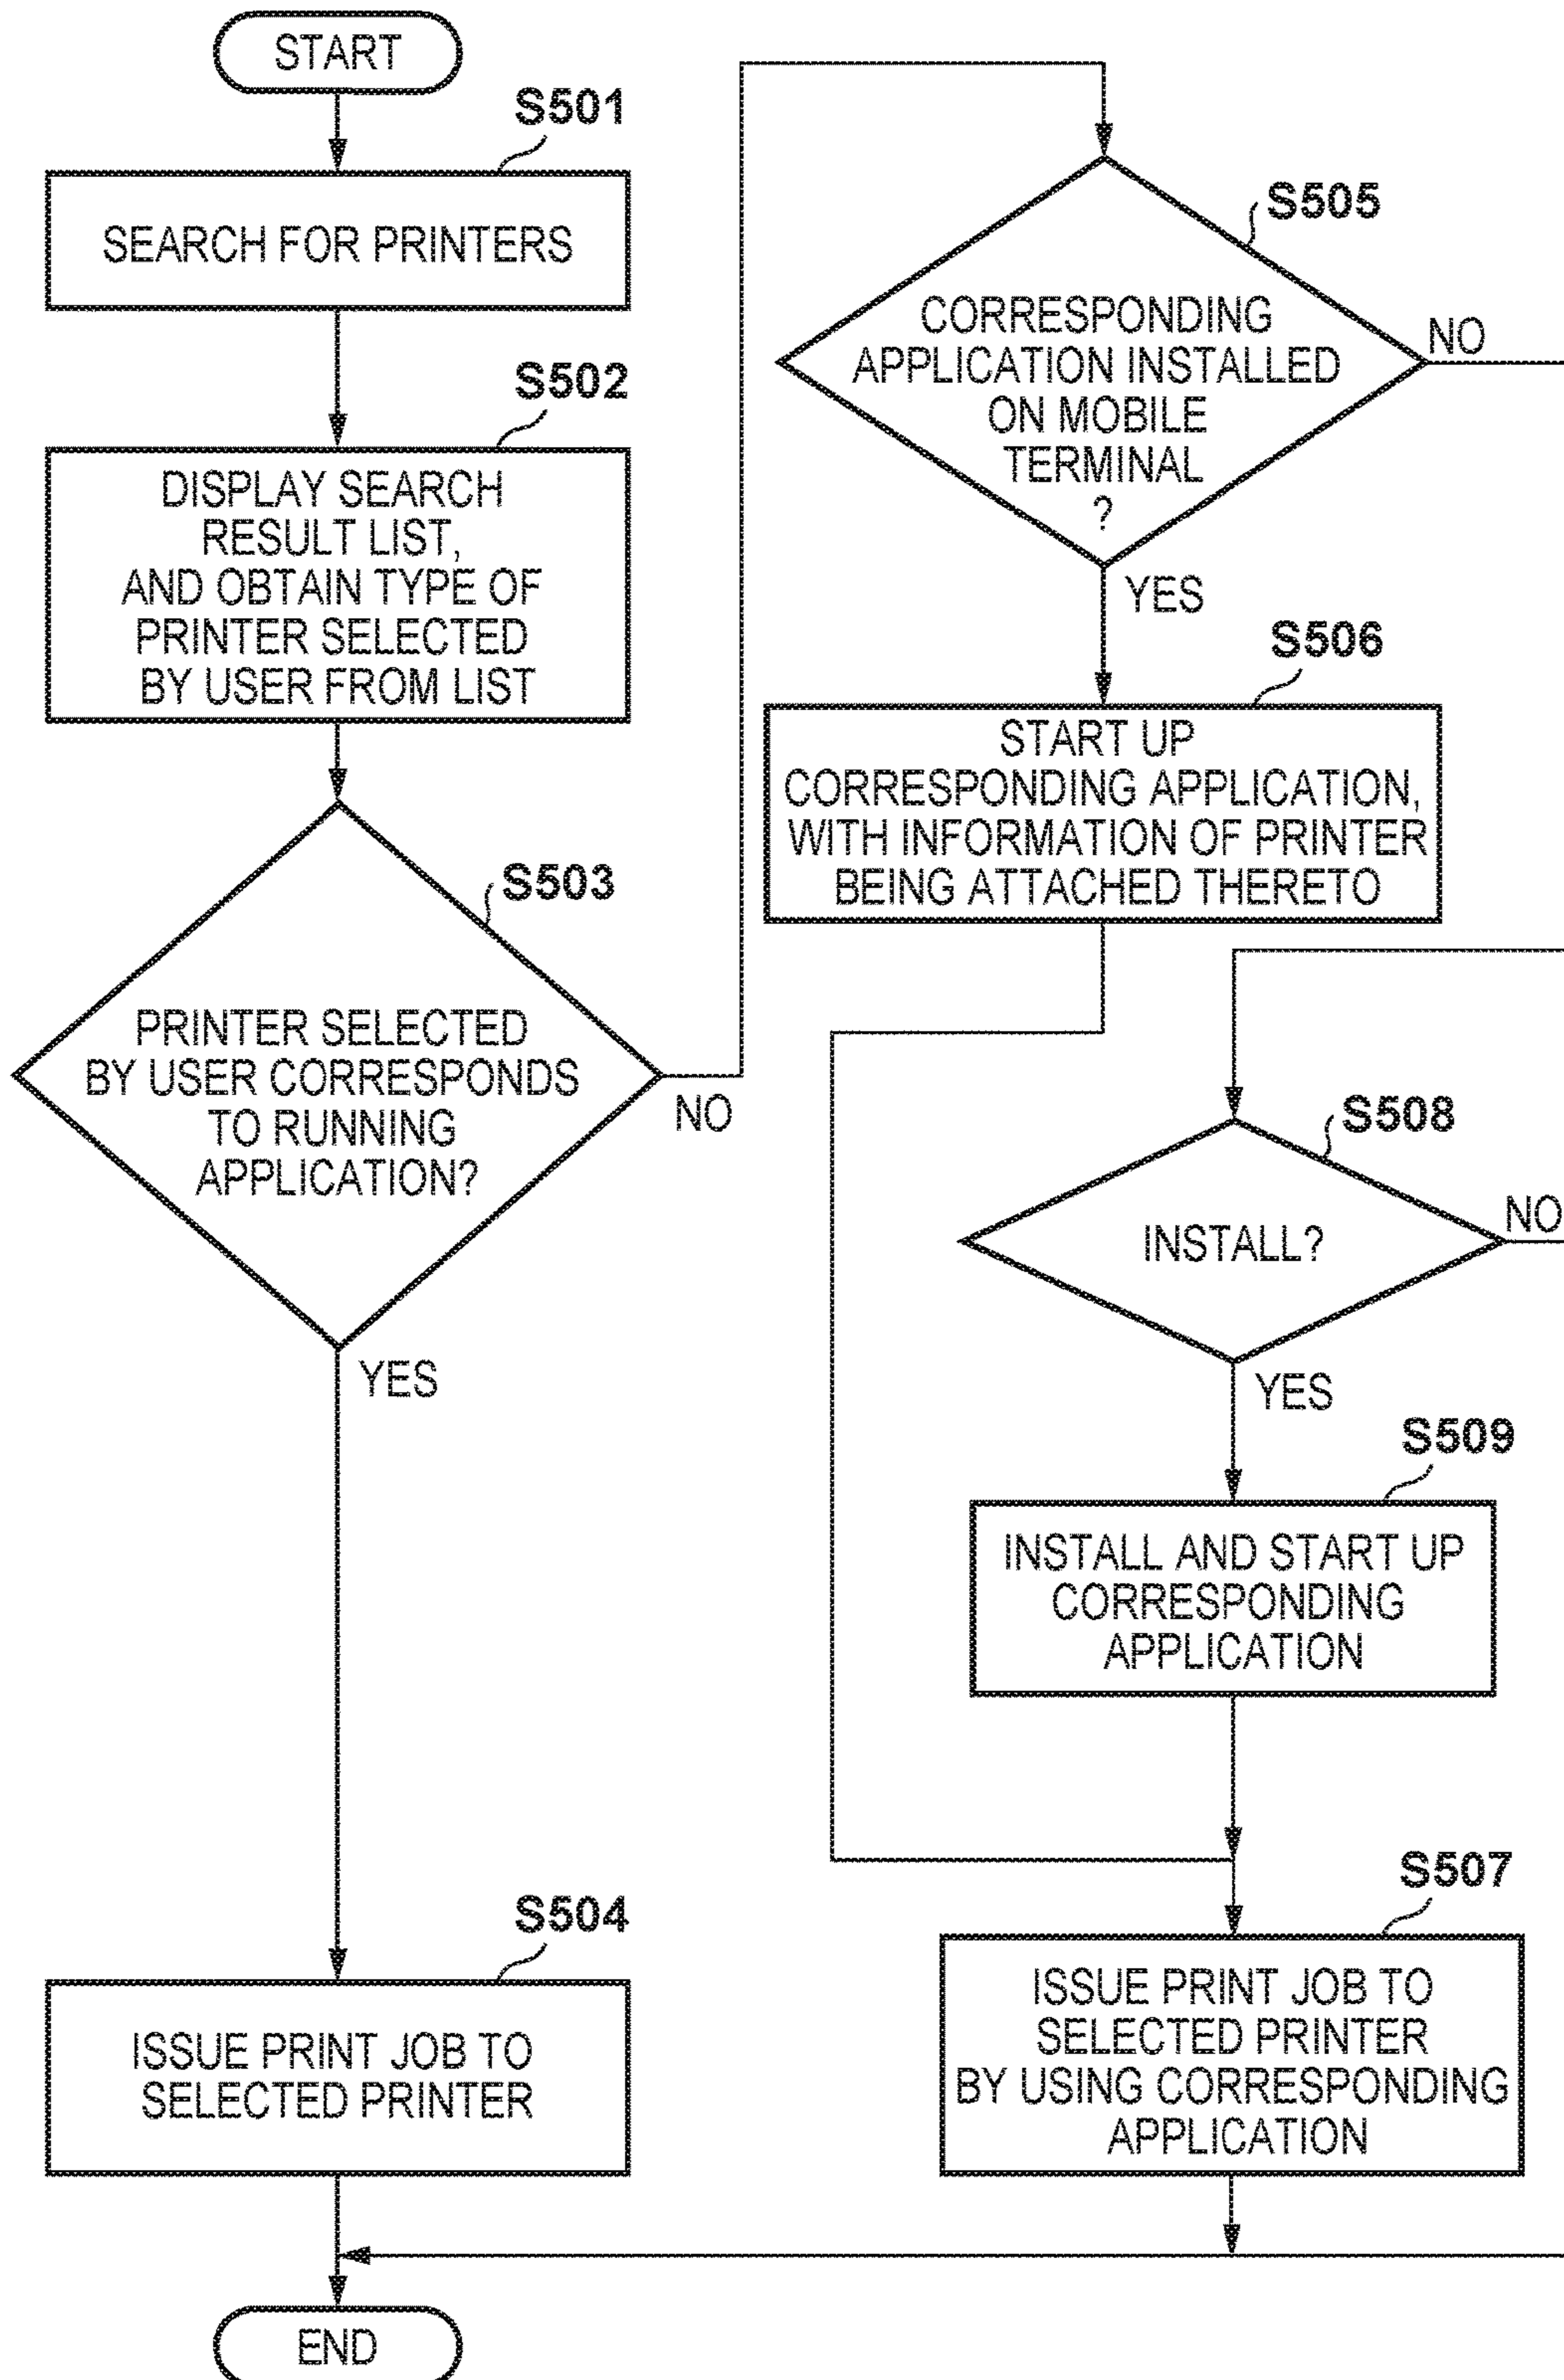 START
S501
SEARCH FOR PRINTERS
S502
DISPLAY SEARCH
RESULT LIST,
AND OBTAIN TYPE OF
PRINTER SELECTED
BY USER FROM LIST
S503
PRINTER SELECTED
BY USER CORRESPONDS
TO RUNNING
APPLICATION?
NO
YES
S504
ISSUE PRINT JOB TO
SELECTED PRINTER
END
S505
CORRESPONDING
APPLICATION INSTALLED
ON MOBILE
TERMINAL
?
NO
YES
S506
START UP
CORRESPONDING APPLICATION,
WITH INFORMATION OF PRINTER
BEING ATTACHED THERETO
S508
INSTALL?
NO
YES
S509
INSTALL AND START UP
CORRESPONDING
APPLICATION
S507
ISSUE PRINT JOB TO
SELECTED PRINTER
BY USING CORRESPONDING
APPLICATION